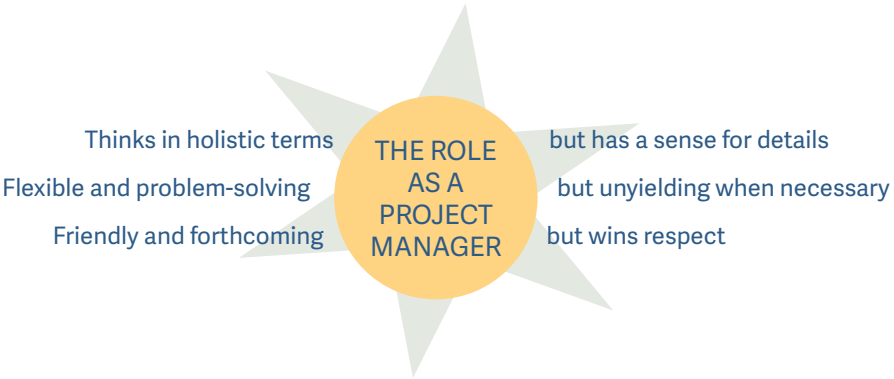 Thinks in holistic terms
Flexible and problem-solving
Friendly and forthcoming
THE ROLE
AS A
PROJECT
MANAGER
but has a sense for details
but unyielding when necessary
but wins respect